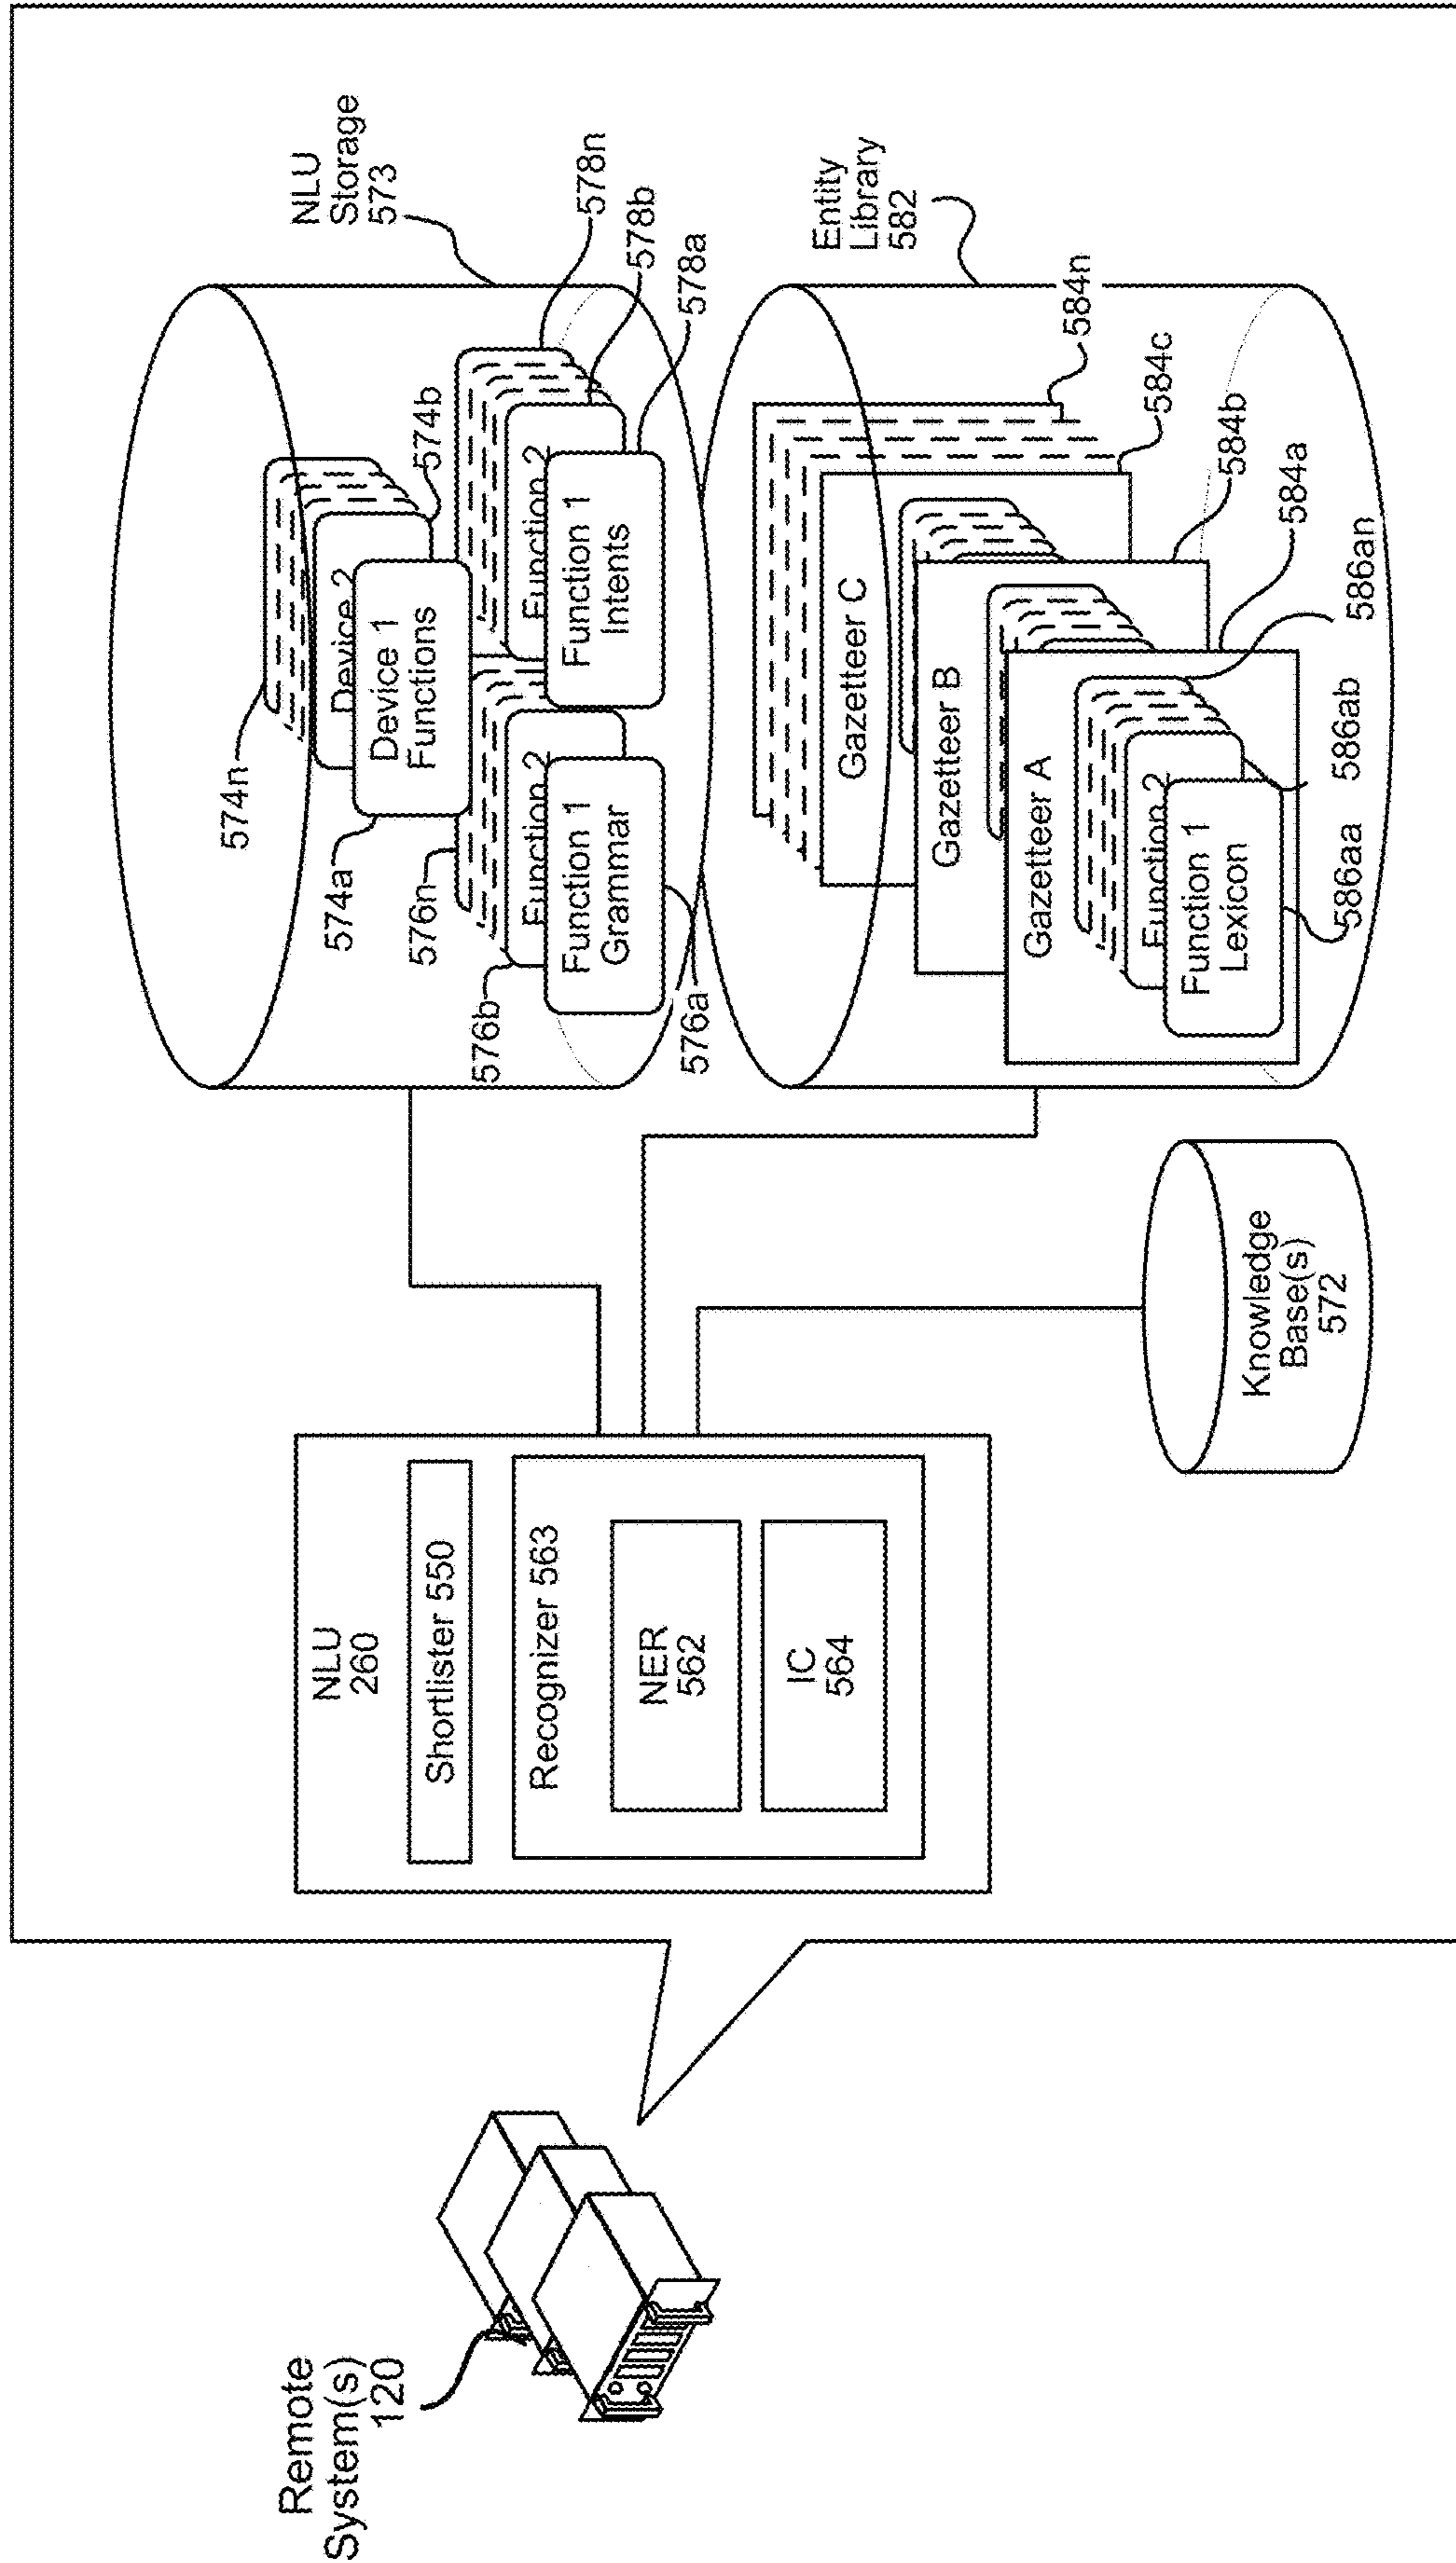 Remote
System(s)
120
NLU
260
Shortlister 550
Recognizer 563
NER
562
IC
564
Knowledge
Base(s)
572
NLU
Storage
573
574n
Device 2
574b
Device 1
Functions
574a
576n
Function 2
576b
Function 1
Grammar
576a
578n
Function 2
578b
Function 1
Intents
578a
Entity
Library
582
584n
Gazetteer C
584c
Gazetteer B
584b
Gazetteer A
584a
586an
Function 2
586ab
Function 1
Lexicon
586aa